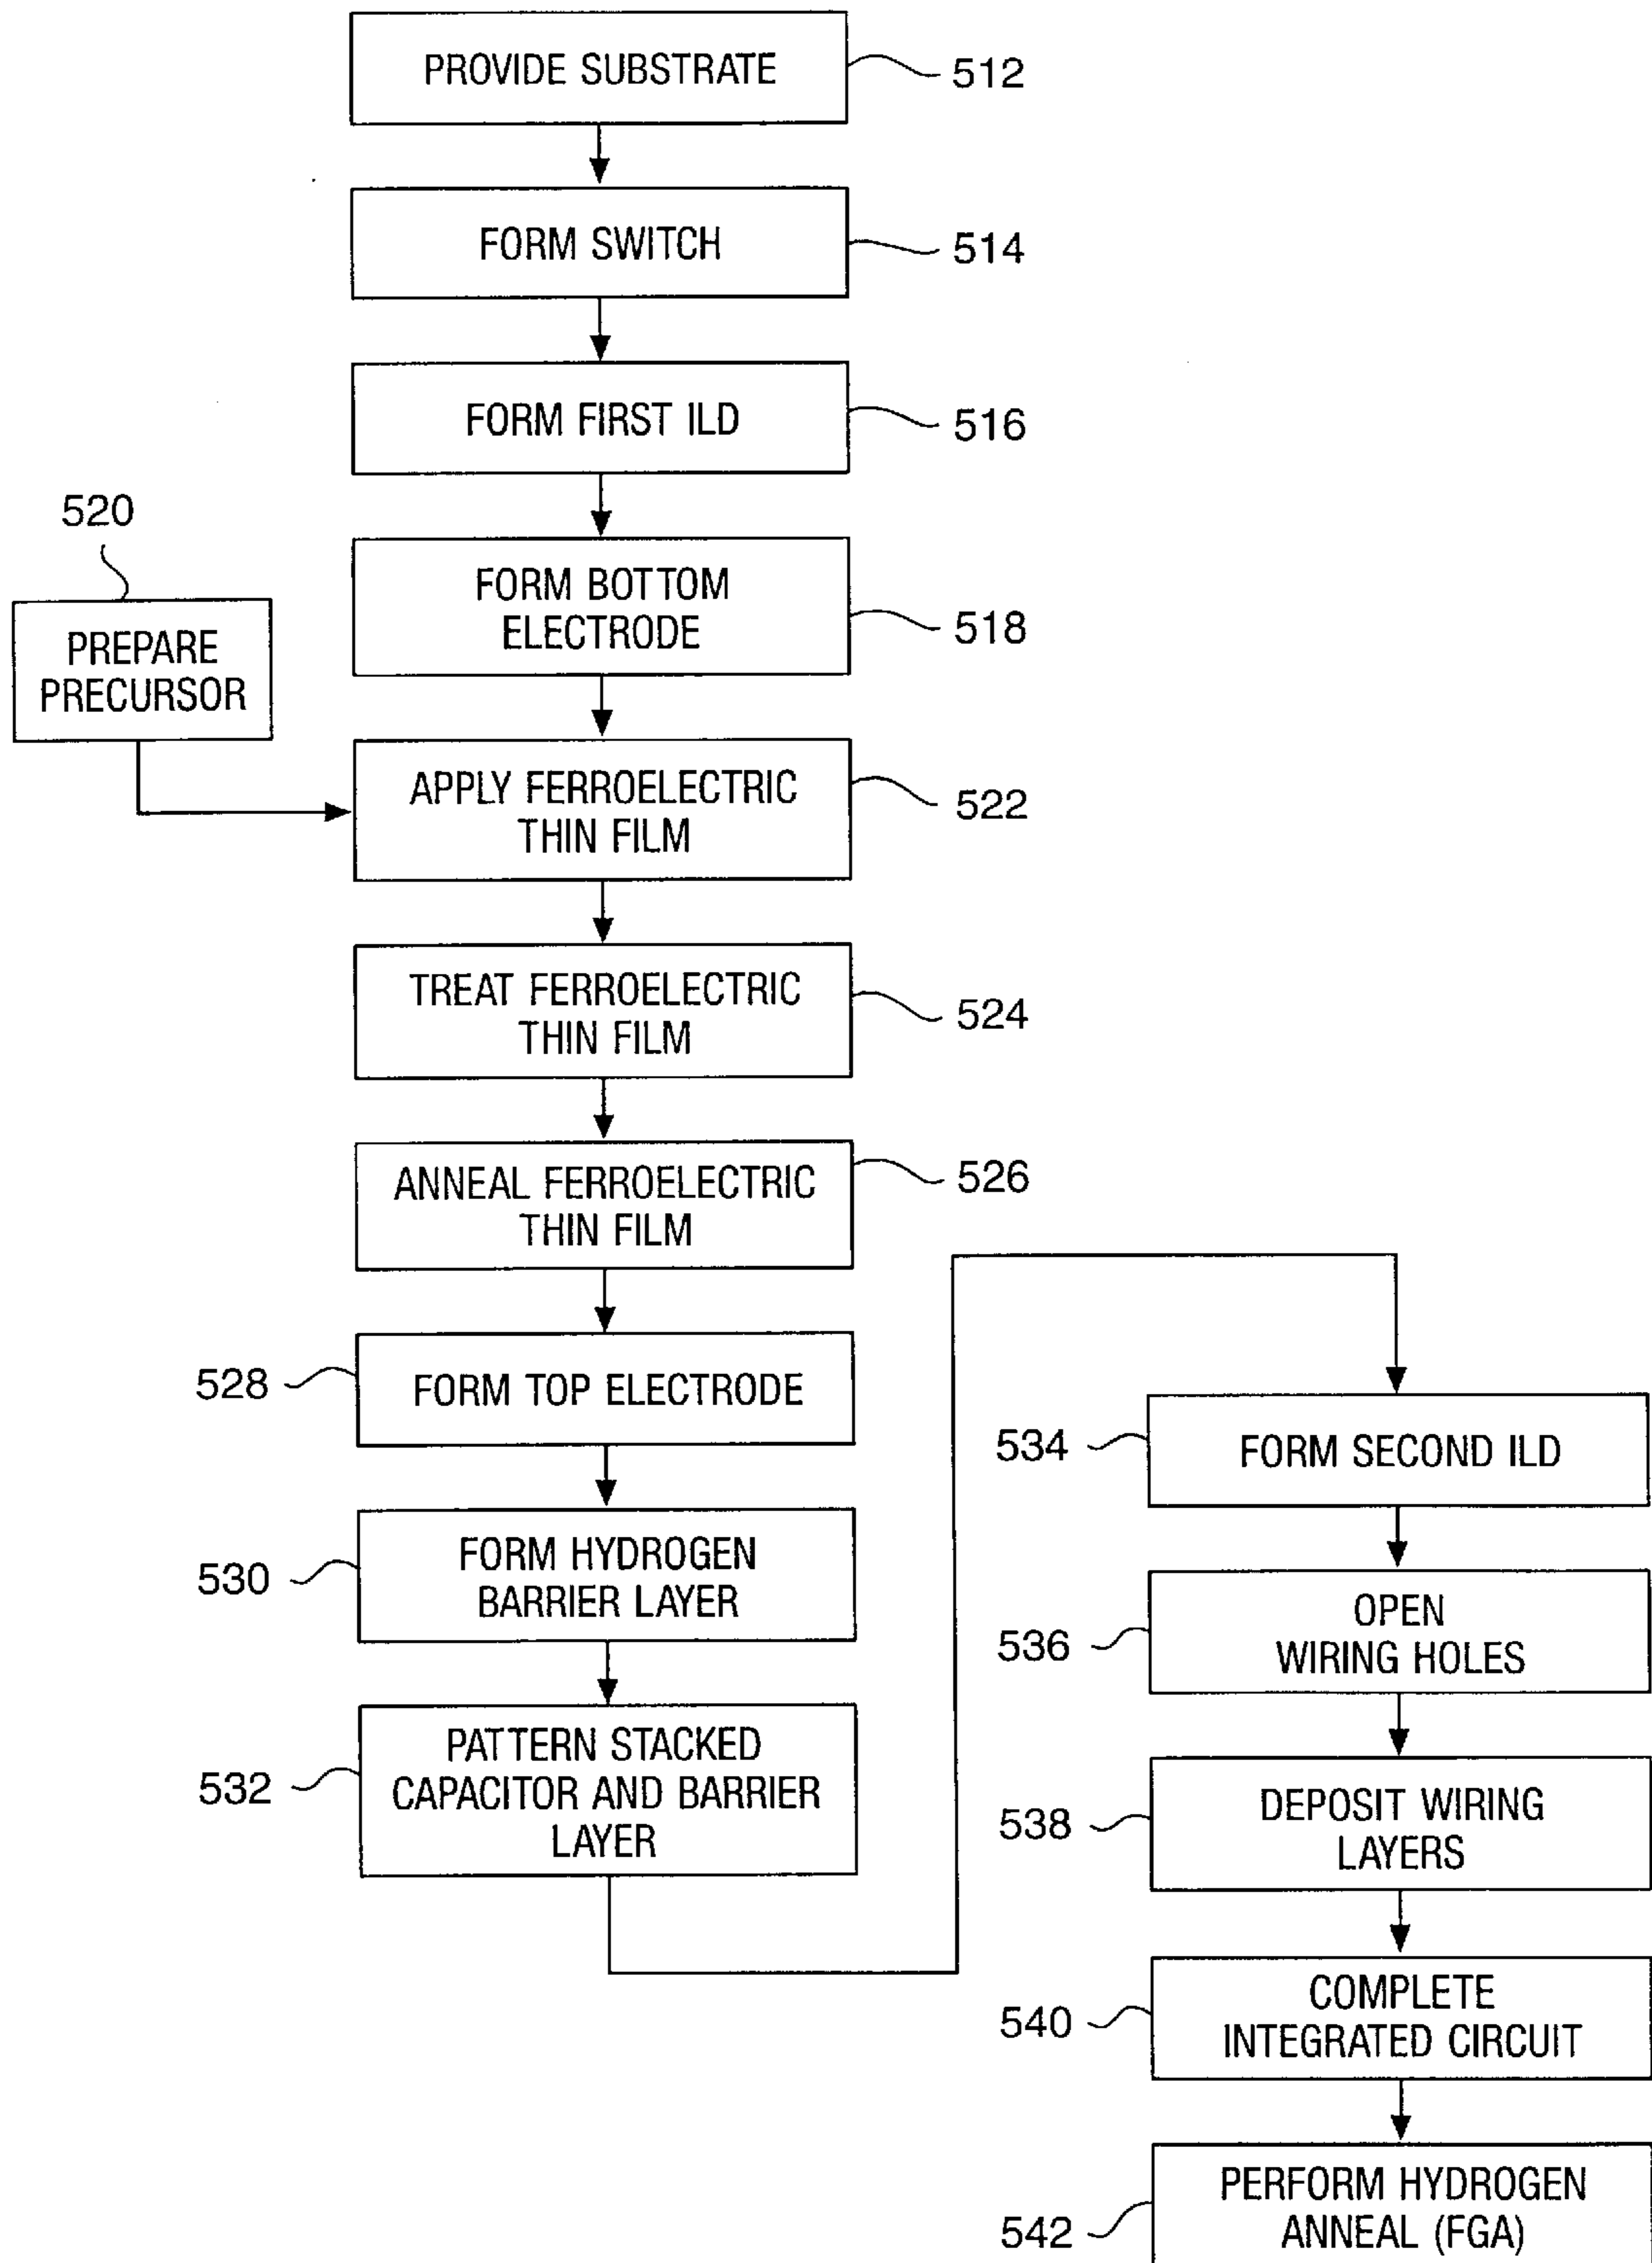 PROVIDE SUBSTRATE
512
FORM SWITCH
514
FORM FIRST ILD
516
FORM BOTTOM
ELECTRODE
518
520
PREPARE
PRECURSOR
APPLY FERROELECTRIC
THIN FILM
522
TREAT FERROELECTRIC
THIN FILM
524
ANNEAL FERROELECTRIC
THIN FILM
526
528
FORM TOP ELECTRODE
530
FORM HYDROGEN
BARRIER LAYER
532
PATTERN STACKED
CAPACITOR AND BARRIER
LAYER
534
FORM SECOND ILD
536
OPEN
WIRING HOLES
538
DEPOSIT WIRING
LAYERS
540
COMPLETE
INTEGRATED CIRCUIT
542
PERFORM HYDROGEN
ANNEAL (FGA)